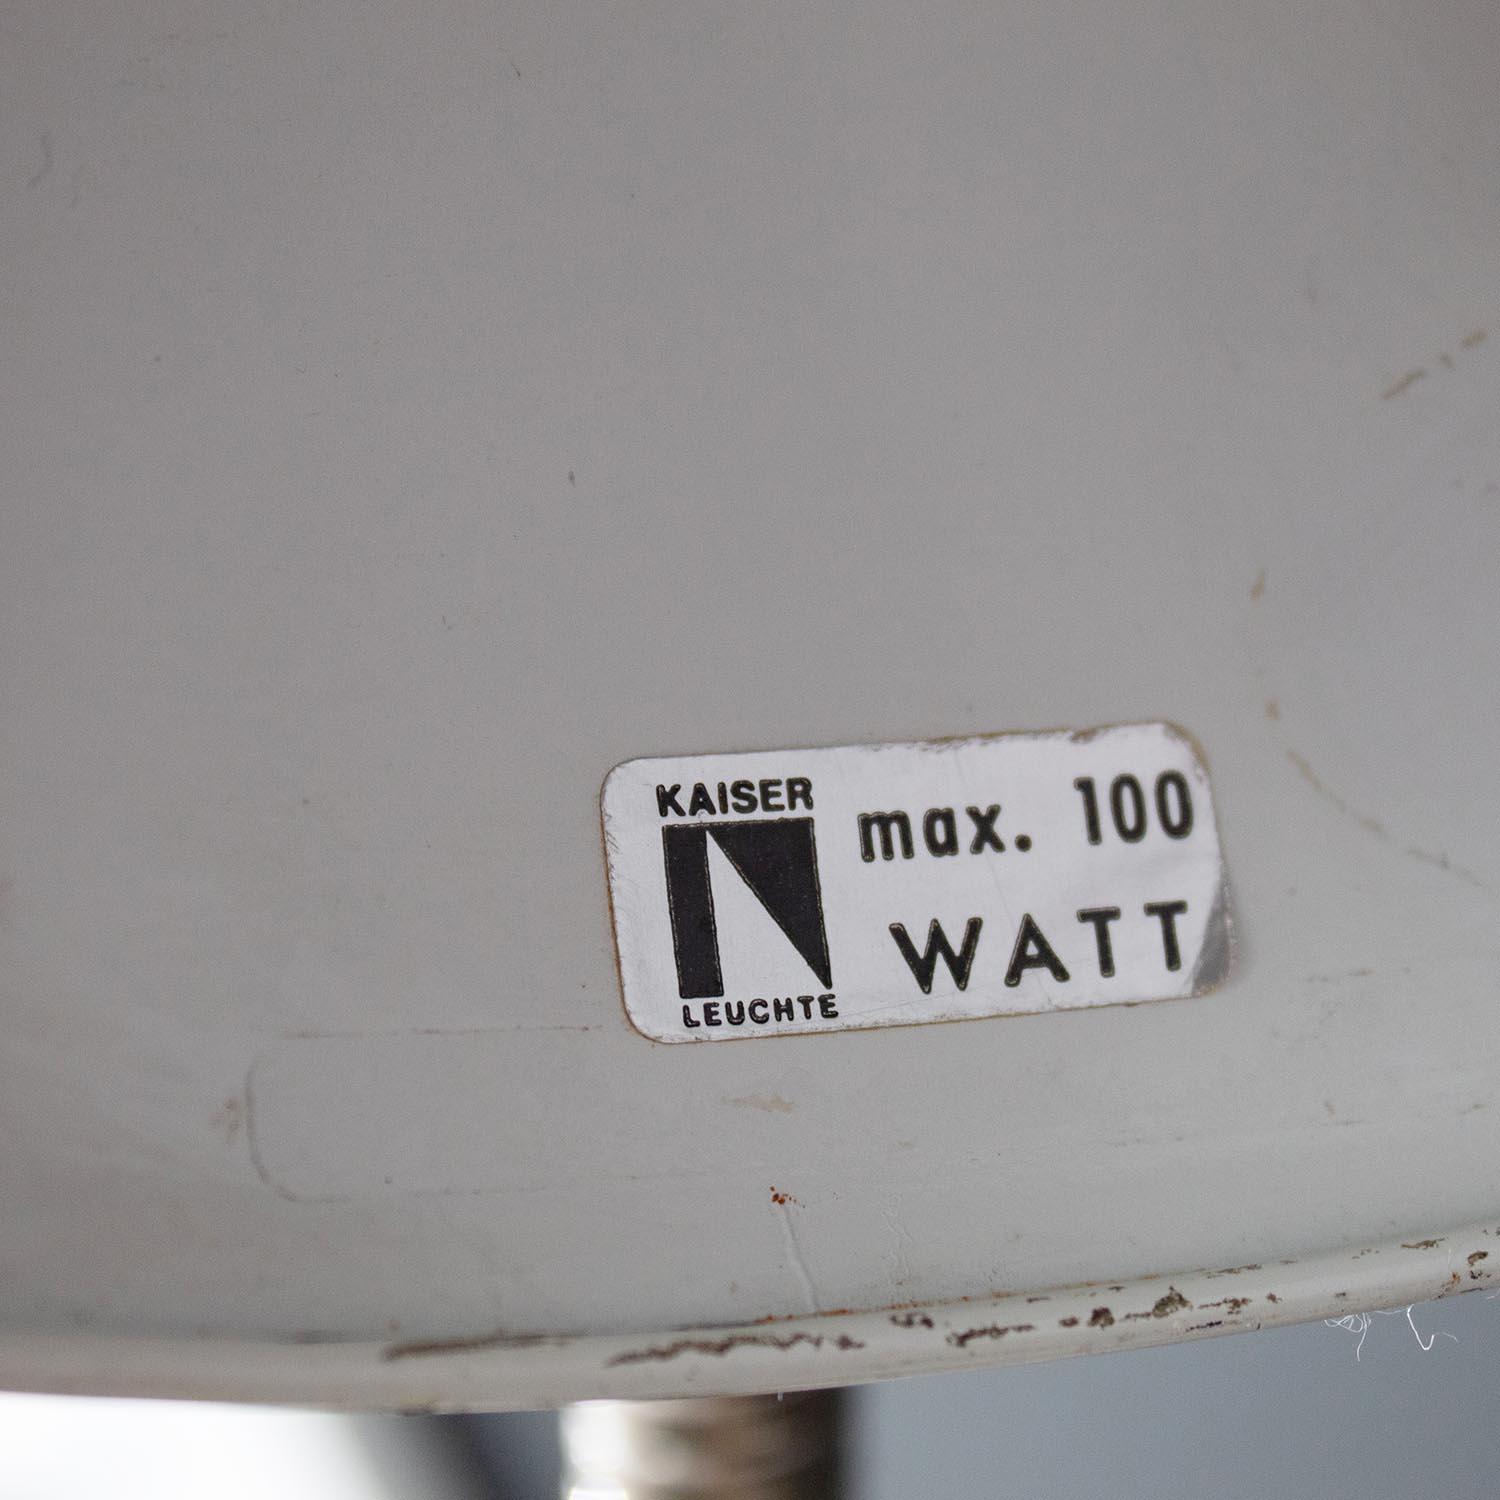 KAISER
LEUCHTE
max. 100
WATT